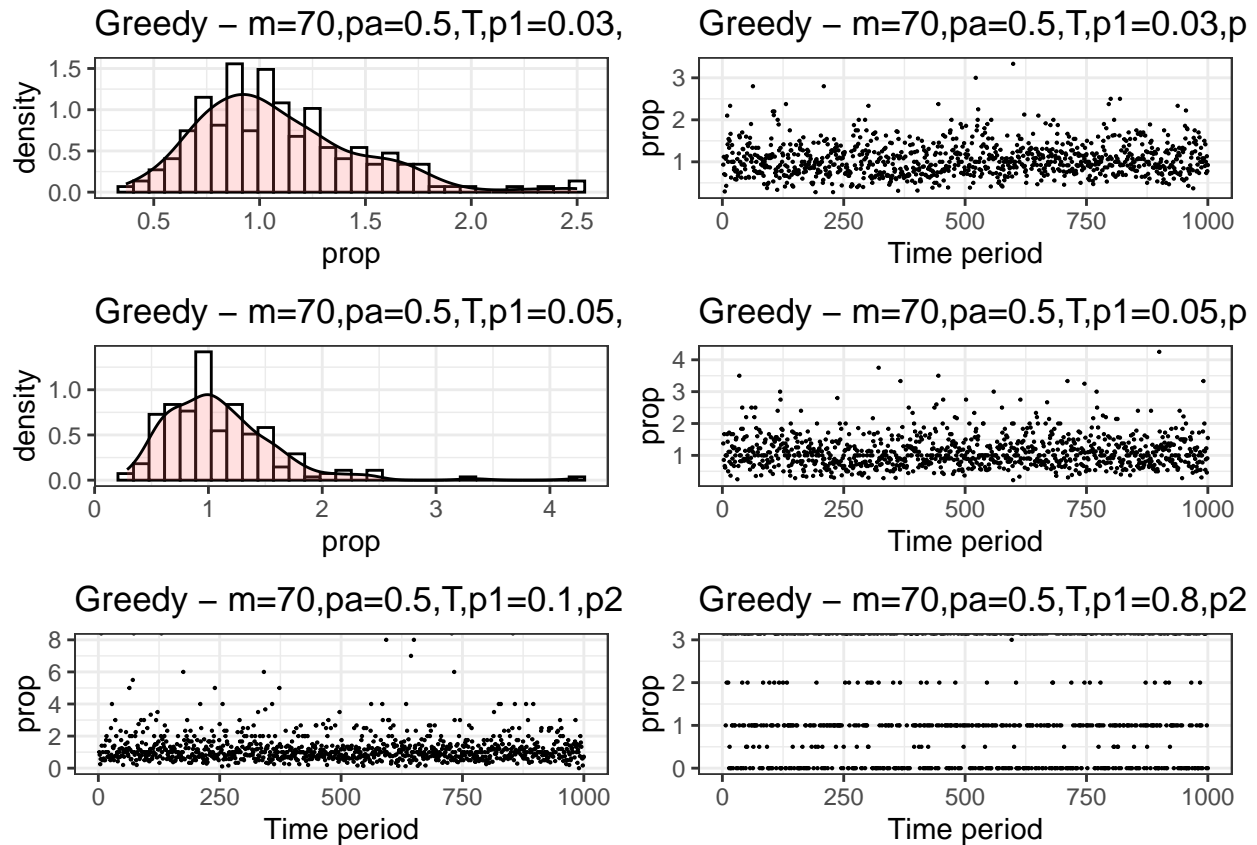 Greedy − m=70,pa=0.5,T,p1=0.03,
density
1.5
1.0
0.5
0.0
0.5
1.0
1.5
2.0
2.5
prop
Greedy − m=70,pa=0.5,T,p1=0.03,p
prop
3
2
1
0
250
500
750
1000
Time period
Greedy − m=70,pa=0.5,T,p1=0.05,
density
1.0
0.5
0.0
0
1
2
3
4
prop
Greedy − m=70,pa=0.5,T,p1=0.05,p
prop
4
3
2
1
0
250
500
750
1000
Time period
Greedy − m=70,pa=0.5,T,p1=0.1,p2
prop
8
6
4
2
0
0
250
500
750
1000
Time period
Greedy − m=70,pa=0.5,T,p1=0.8,p2
prop
3
2
1
0
0
250
500
750
1000
Time period